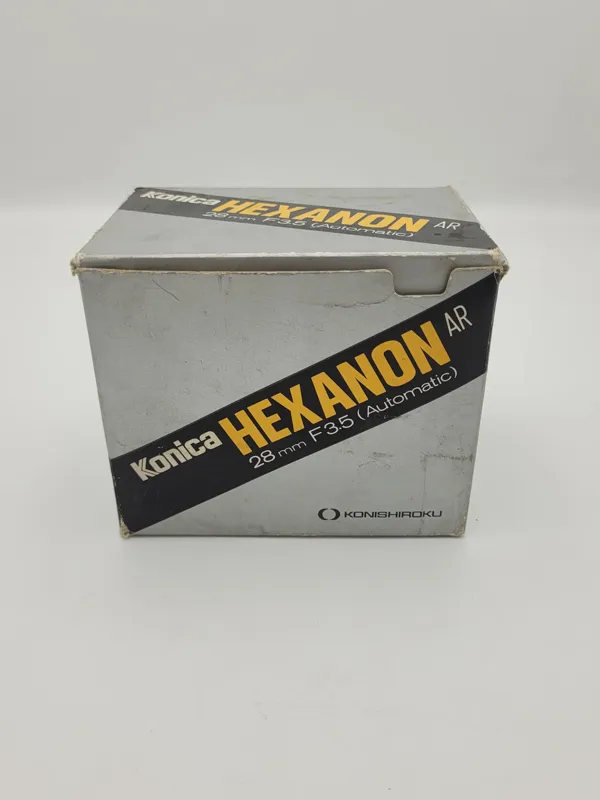 Konica HEXANON AR
28mm F3.5 (Automatic)
Konica HEXANON AR
28mm F3.5 (Automatic)
KONISHIROKU